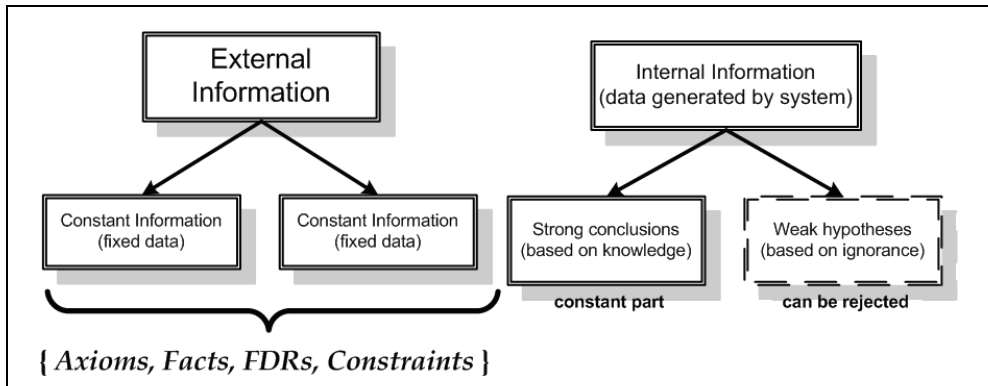 External
Information
Internal Information
(data generated by system)
Constant Information
(fixed data)
Constant Information
(fixed data)
Strong conclusions
(based on knowledge)
Weak hypotheses
(based on ignorance)
constant part
can be rejected
{ Axioms, Facts, FDRs, Constraints }